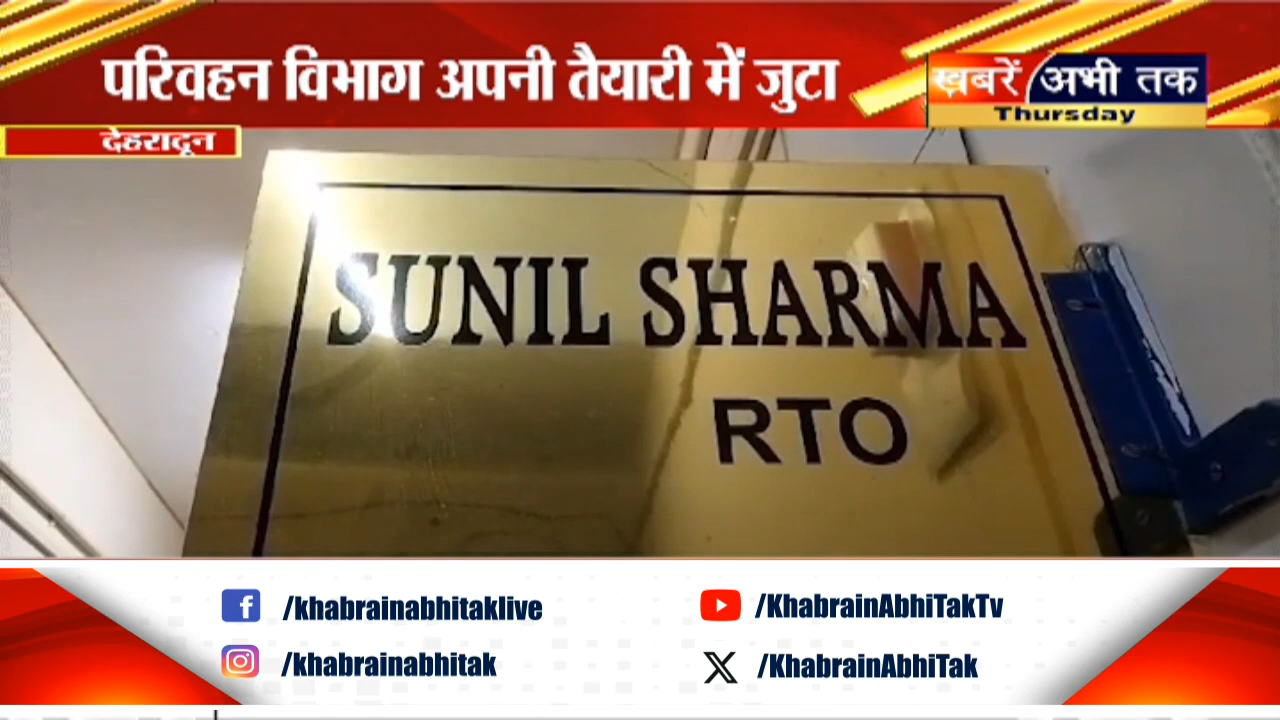 परिवहन विभाग अपनी तैयारी में जुटा
ख़बरें अभी तक
Thursday
देहरादून
SUNIL SHARMA
RTO
/khabrainabhitaklive
/KhabrainAbhiTakTv
/khabrainabhitak
/KhabrainAbhiTak